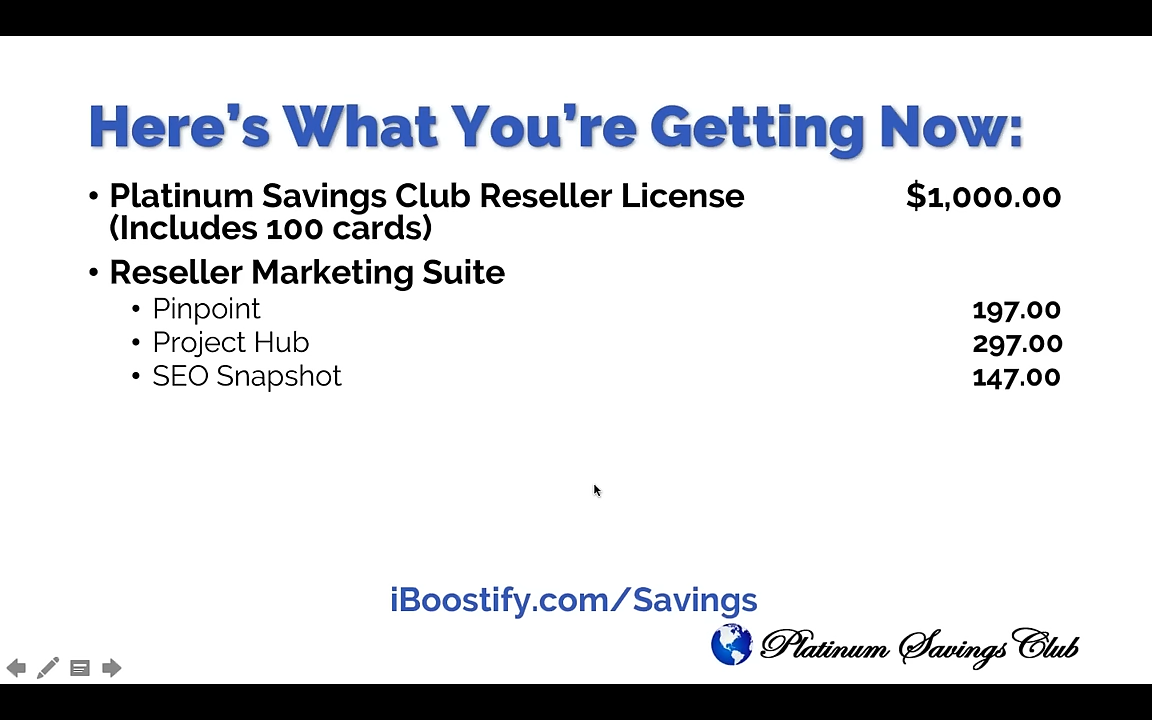 Here's What You're Getting Now:
• Platinum Savings Club Reseller License $1,000.00
(Includes 100 cards)
• Reseller Marketing Suite
• Pinpoint 197.00
• Project Hub 297.00
• SEO Snapshot 147.00
iBoostify.com/Savings
Platinum Savings Club